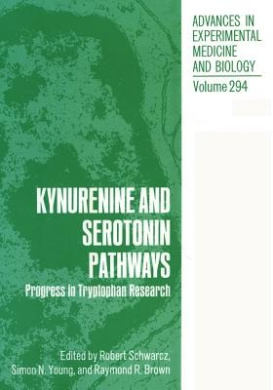 ADVANCES IN
EXPERIMENTAL
MEDICINE
AND BIOLOGY
Volume 294
KYNURENINE AND
SEROTONIN
PATHWAYS
Progress in Tryptophan Research
Edited by Robert Schwarcz,
Simon N. Young, and Raymond R. Brown